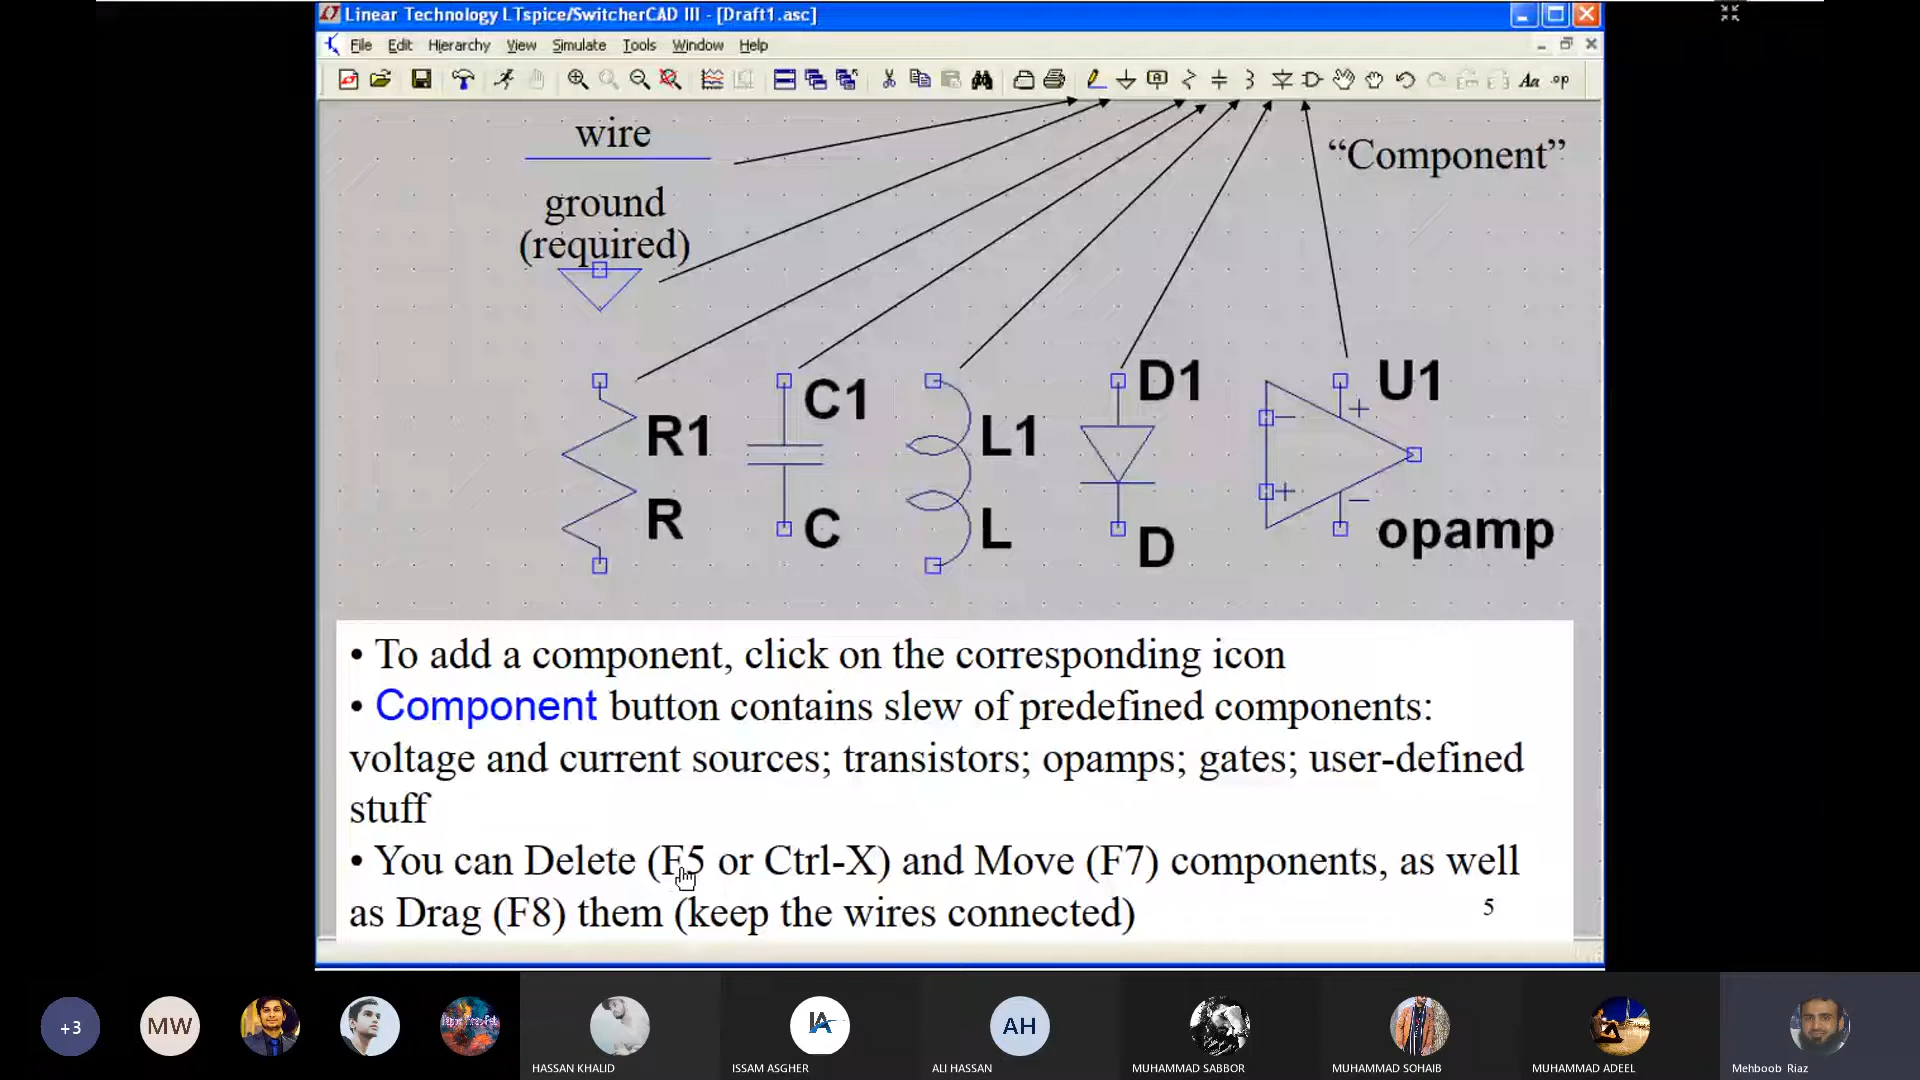 Linear Technology LTspice/SwitcherCAD III - [Draft1.asc]
File Edit Hierarchy View Simulate Tools Window Help
Aa .op
wire
“Component”
ground
(required)
R1
R
C1
C
L1
L
D1
D
U1
opamp
• To add a component, click on the corresponding icon
• Component button contains slew of predefined components:
voltage and current sources; transistors; opamps; gates; user-defined
stuff
• You can Delete (F5 or Ctrl-X) and Move (F7) components, as well
as Drag (F8) them (keep the wires connected)
5
+3
MW
IA
AH
HASSAN KHALID
ISSAM ASGHER
ALI HASSAN
MUHAMMAD SABBOR
MUHAMMAD SOHAIB
MUHAMMAD ADEEL
Mehboob Riaz